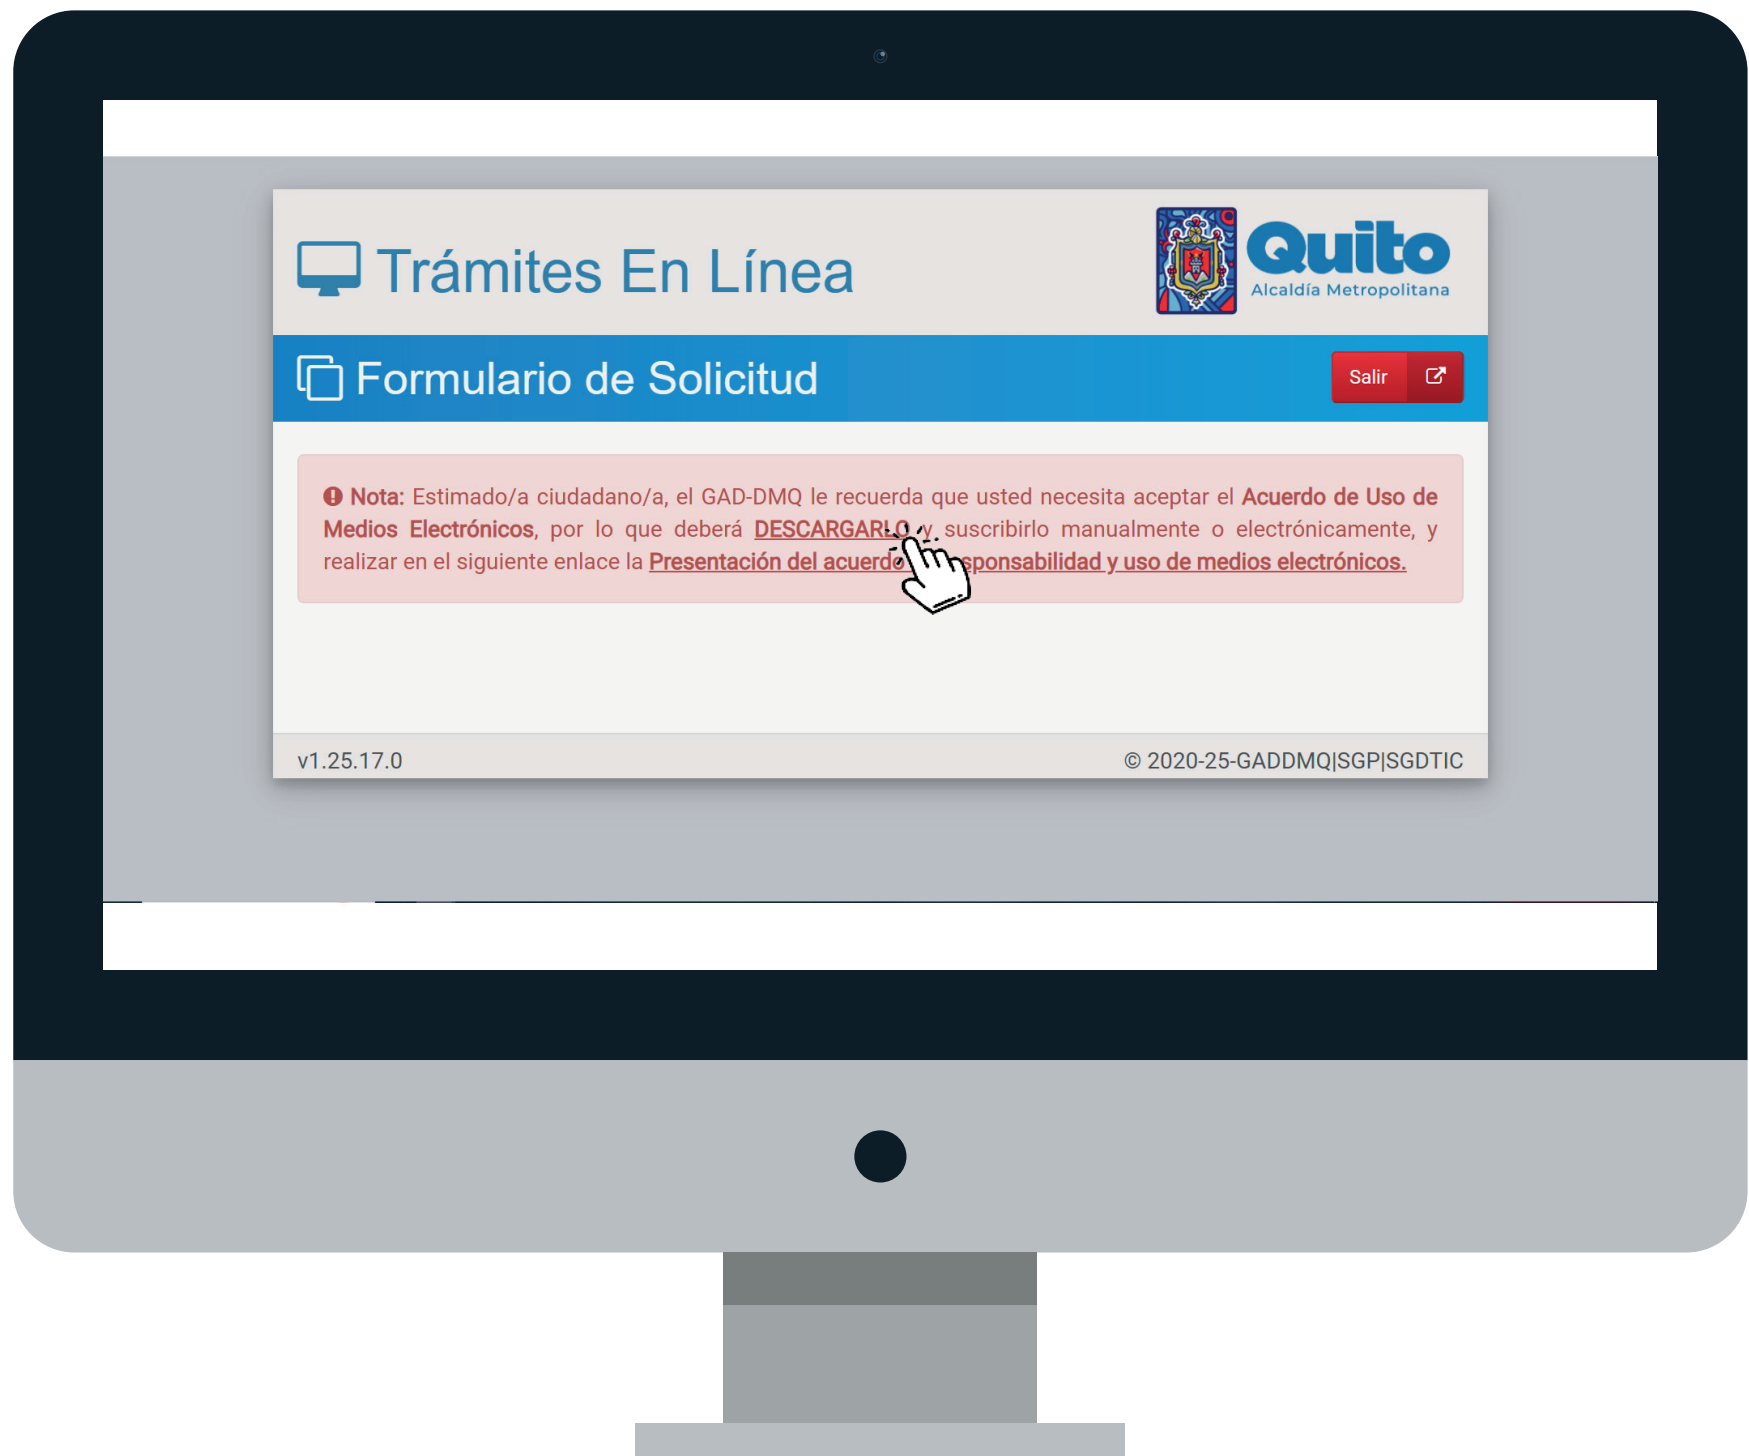 Trámites En Línea
Quito
Alcaldía Metropolitana
Formulario de Solicitud
Salir
Nota: Estimado/a ciudadano/a, el GAD-DMQ le recuerda que usted necesita aceptar el Acuerdo de Uso de
Medios Electrónicos, por lo que deberá DESCARGARLO y suscribirlo manualmente o electrónicamente, y
realizar en el siguiente enlace la Presentación del acuerdo sponsabilidad y uso de medios electrónicos.
v1.25.17.0
© 2020-25-GADDMQ|SGP|SGDTIC